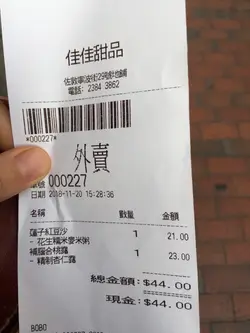 佳佳甜品
佐敦寧波街29號地舖
電話: 2384 3862
*000227*
外賣
單號 000227
日期 2018-11-20 15:28:36
名稱 數量 金額
蓮子紅豆沙 1 21.00
- 花生糯米麥米粥
補腦合桃露 1 23.00
- 精制杏仁露
總金額: $44.00
現金: $44.00
BOBO